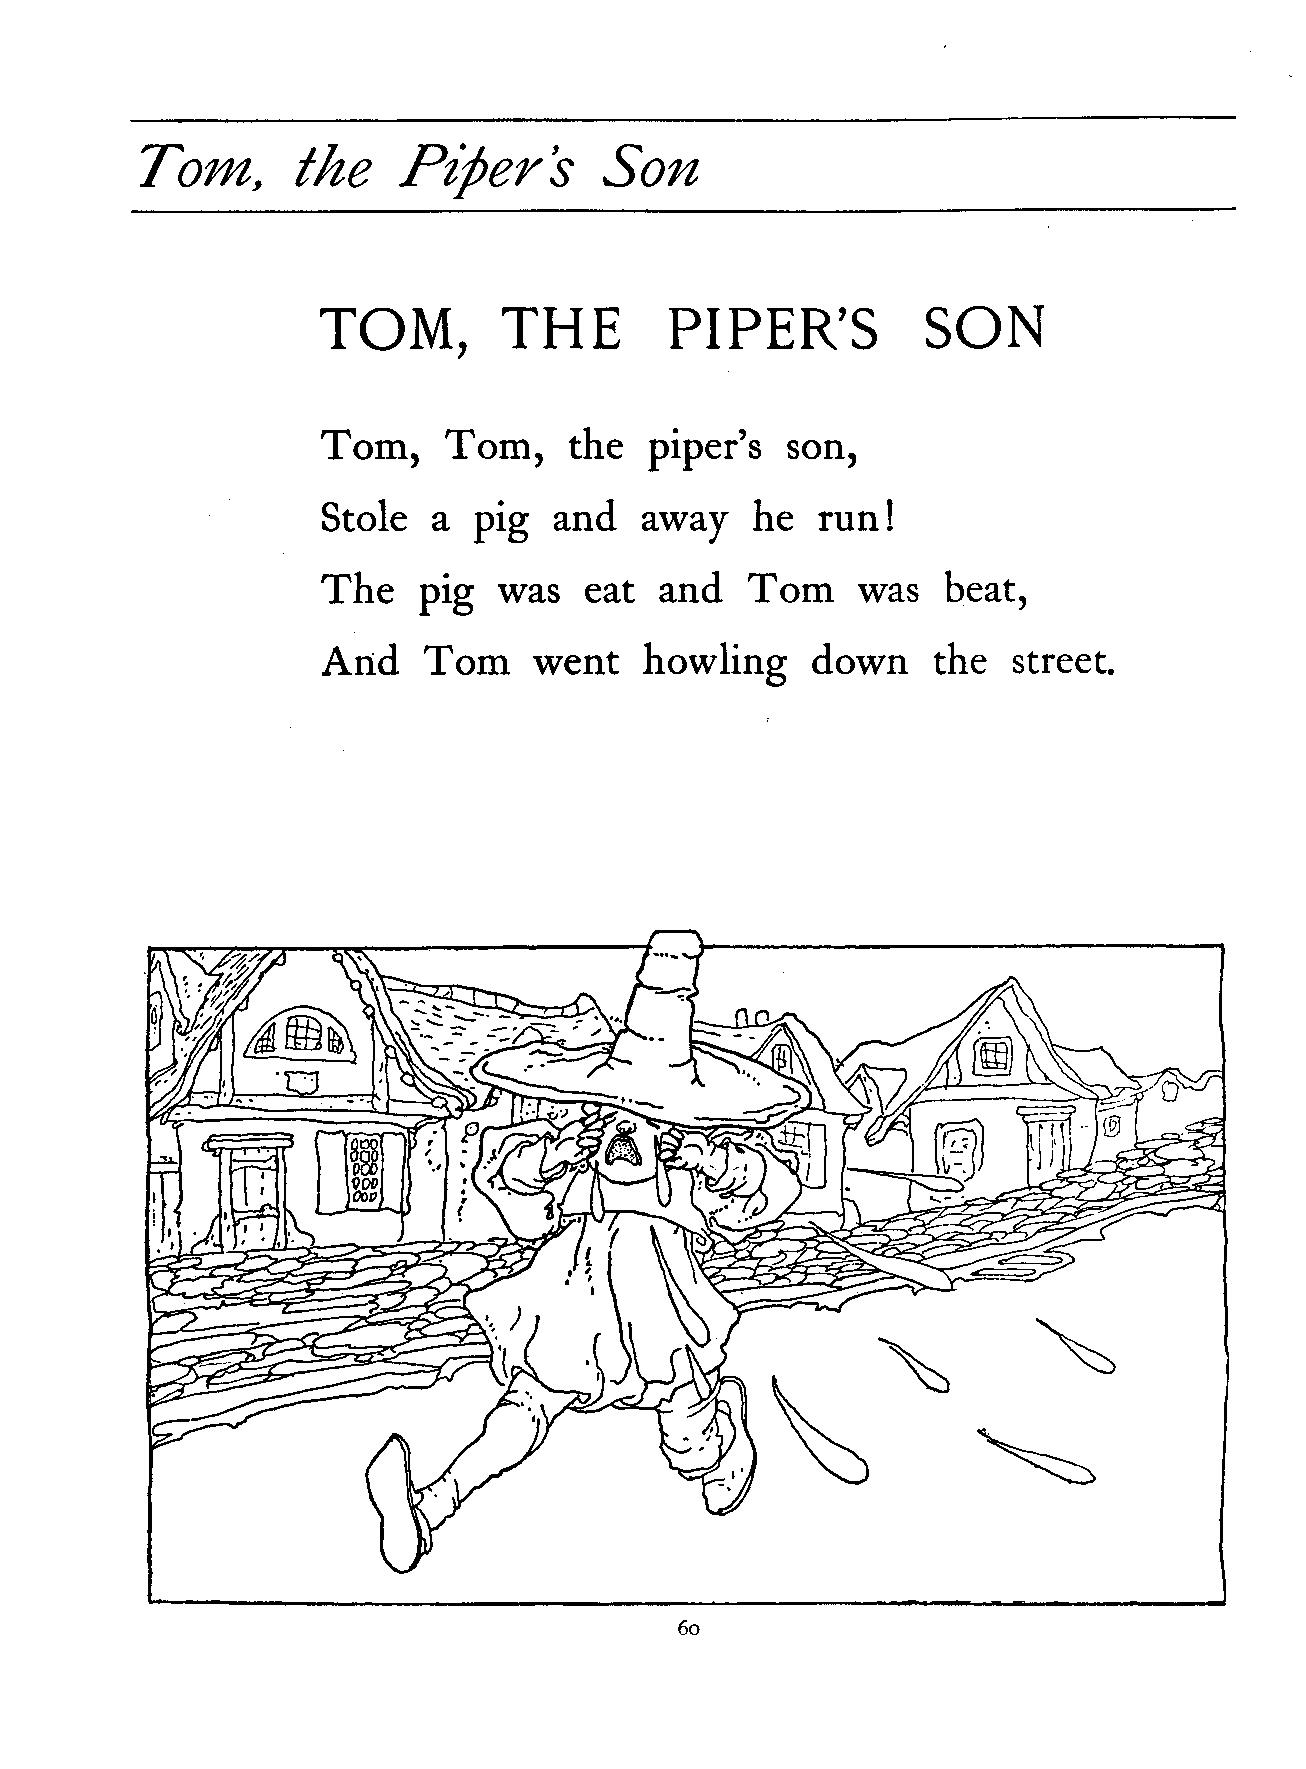 Tom, the Piper's Son
TOM, THE PIPER'S SON
Tom, Tom, the piper's son,
Stole a pig and away he run!
The pig was eat and Tom was beat,
And Tom went howling down the street.
60